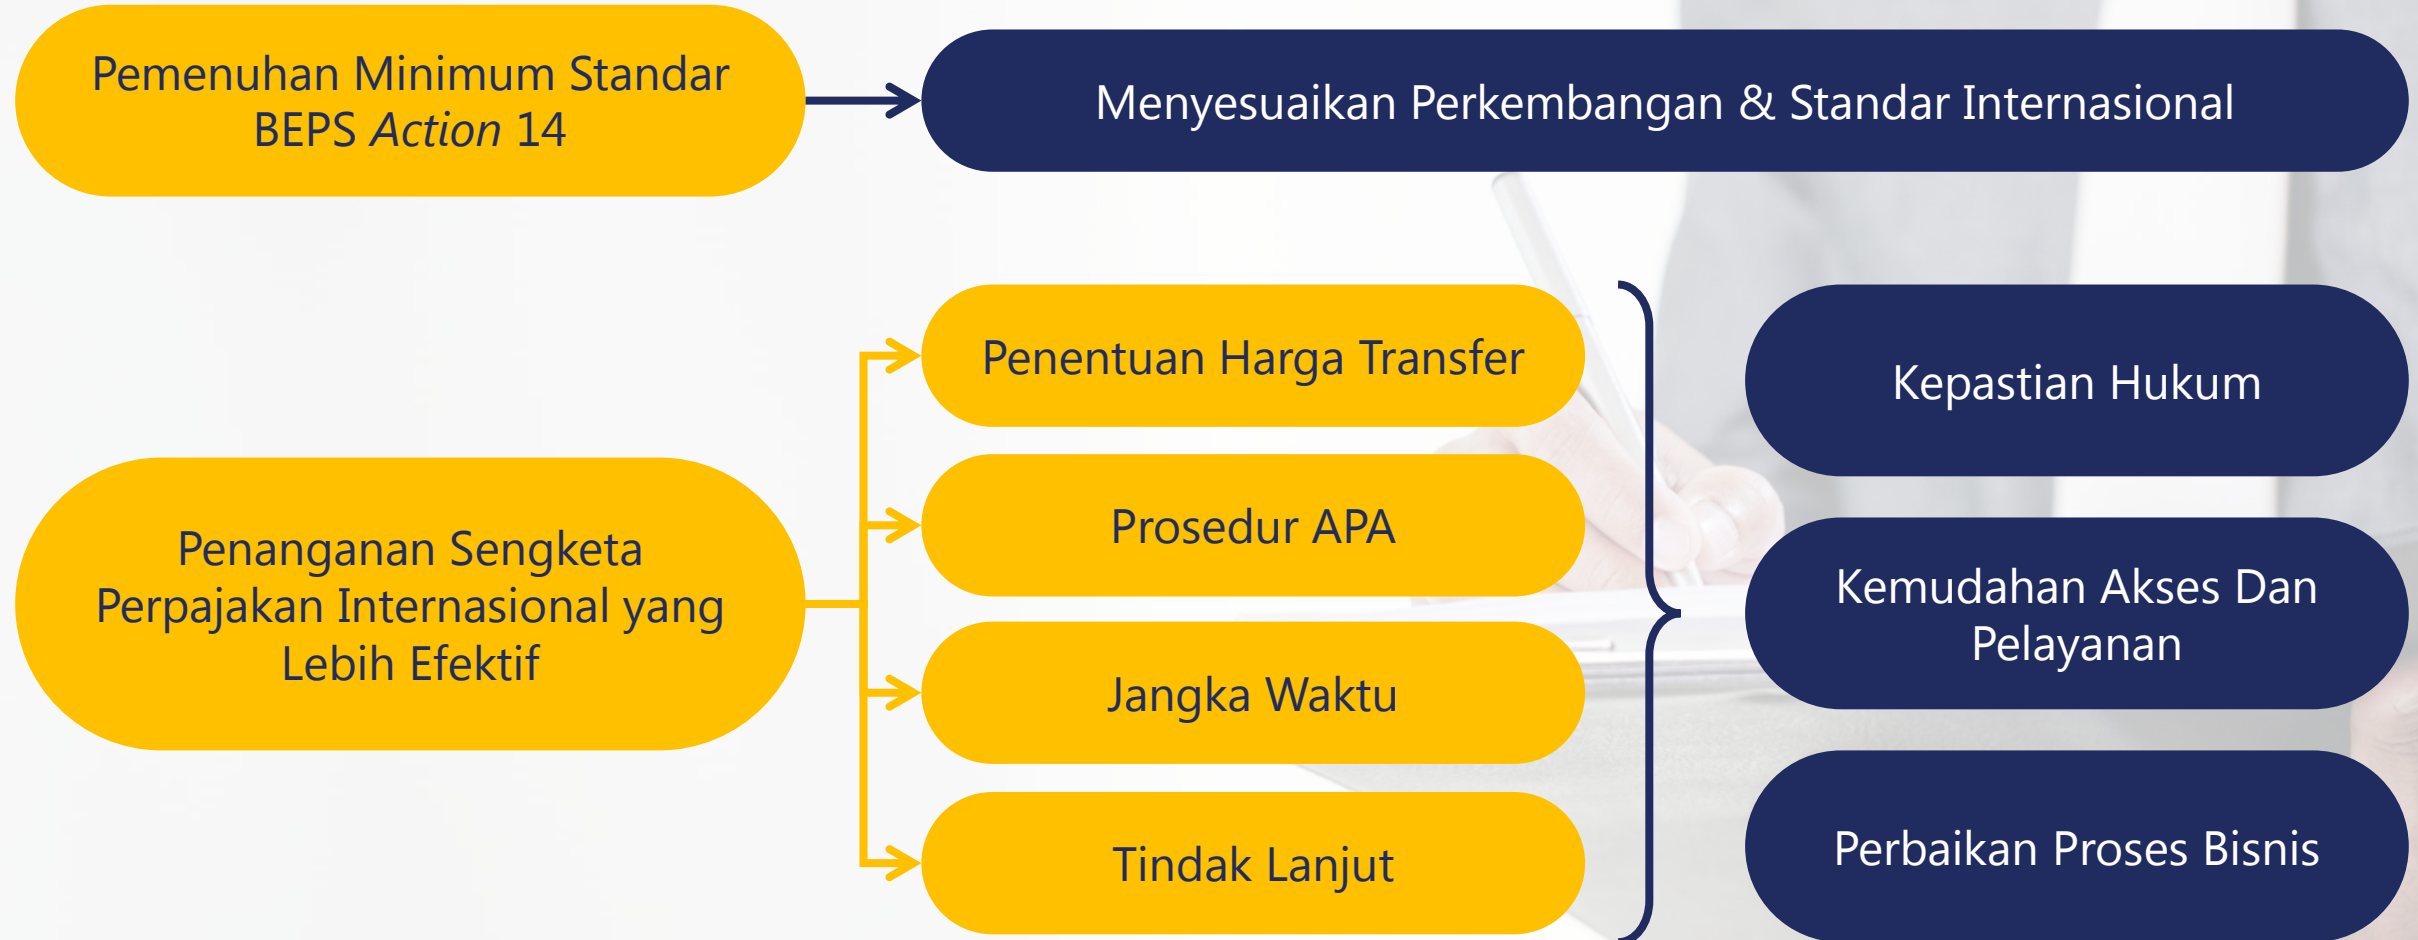 Pemenuhan Minimum Standar
BEPS Action 14
Menyesuaikan Perkembangan & Standar Internasional
Penanganan Sengketa
Perpajakan Internasional yang
Lebih Efektif
Penentuan Harga Transfer
Prosedur APA
Jangka Waktu
Tindak Lanjut
Kepastian Hukum
Kemudahan Akses Dan
Pelayanan
Perbaikan Proses Bisnis